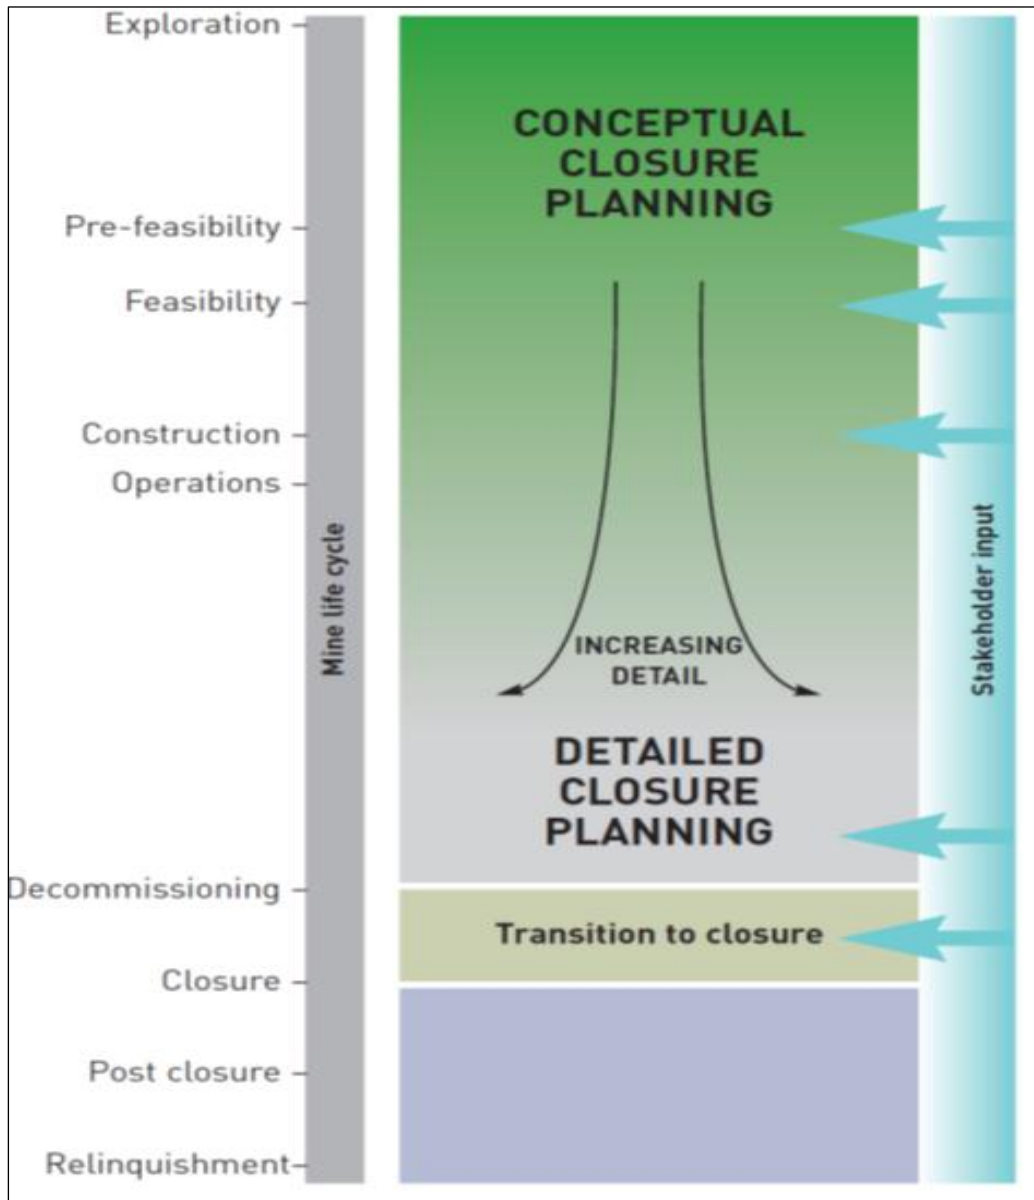 Exploration
Pre-feasibility
Feasibility
Construction
Operations
Decommissioning
Closure
Post closure
Relinquishment
Mine life cycle
CONCEPTUAL
CLOSURE
PLANNING
INCREASING
DETAIL
DETAILED
CLOSURE
PLANNING
Transition to closure
Stakeholder input